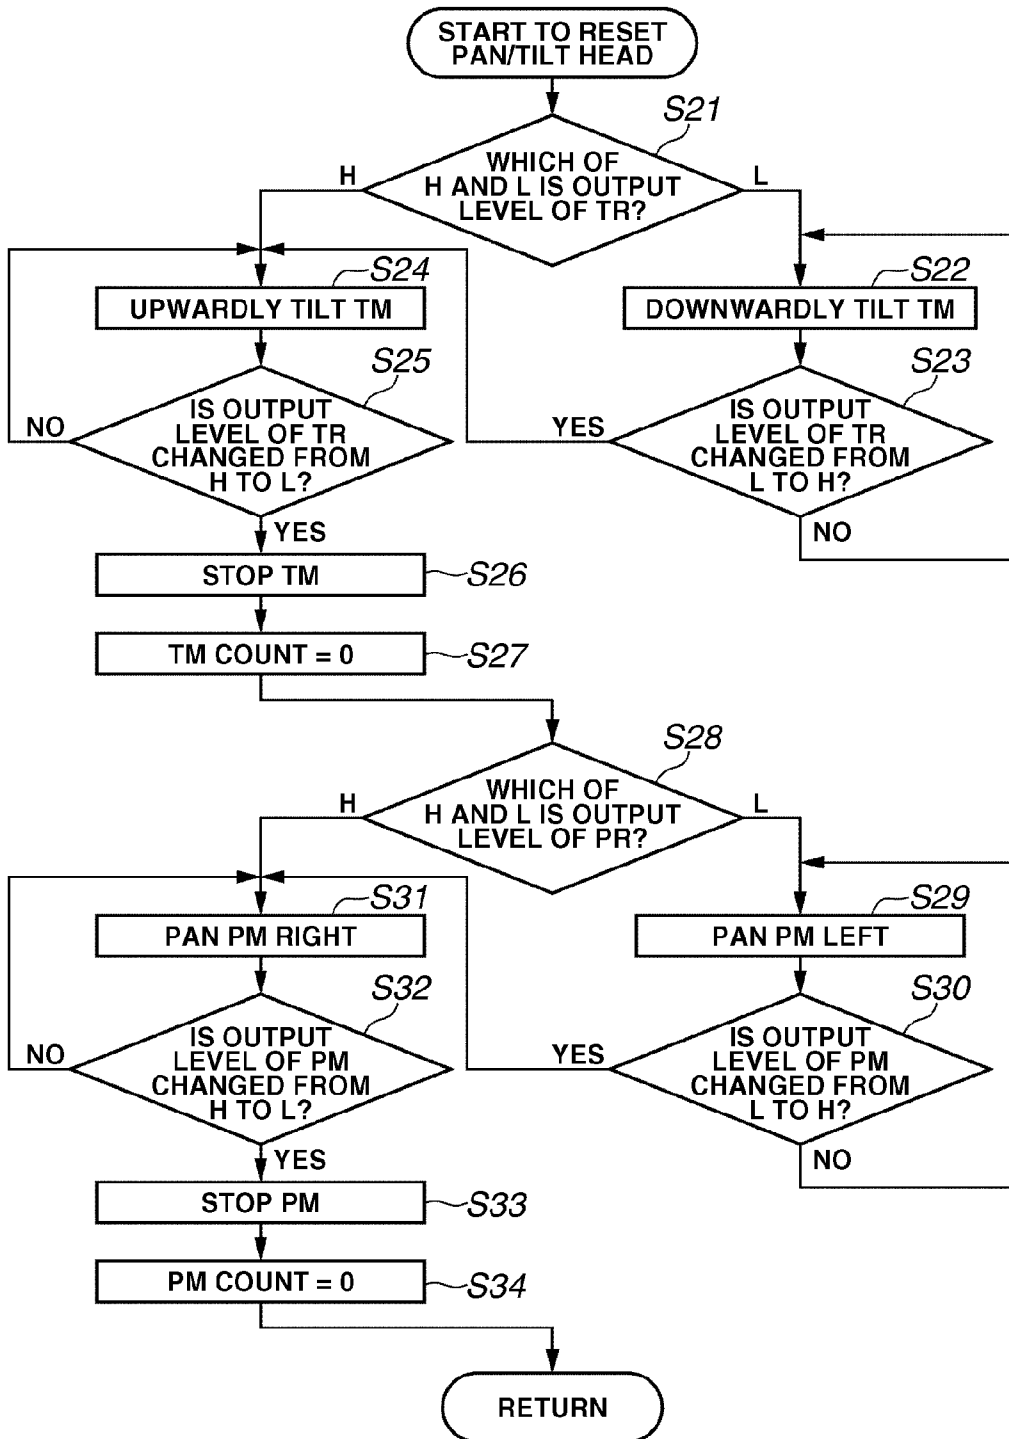 START TO RESET
PAN/TILT HEAD
S21
WHICH OF
H AND L IS OUTPUT
LEVEL OF TR?
H
L
S24
UPWARDLY TILT TM
S22
DOWNWARDLY TILT TM
S25
IS OUTPUT
LEVEL OF TR
CHANGED FROM
H TO L?
NO
YES
S23
IS OUTPUT
LEVEL OF TR
CHANGED FROM
L TO H?
YES
NO
STOP TM
S26
TM COUNT = 0
S27
S28
WHICH OF
H AND L IS OUTPUT
LEVEL OF PR?
H
L
S31
PAN PM RIGHT
S29
PAN PM LEFT
S32
IS OUTPUT
LEVEL OF PM
CHANGED FROM
H TO L?
NO
YES
S30
IS OUTPUT
LEVEL OF PM
CHANGED FROM
L TO H?
YES
NO
STOP PM
S33
PM COUNT = 0
S34
RETURN